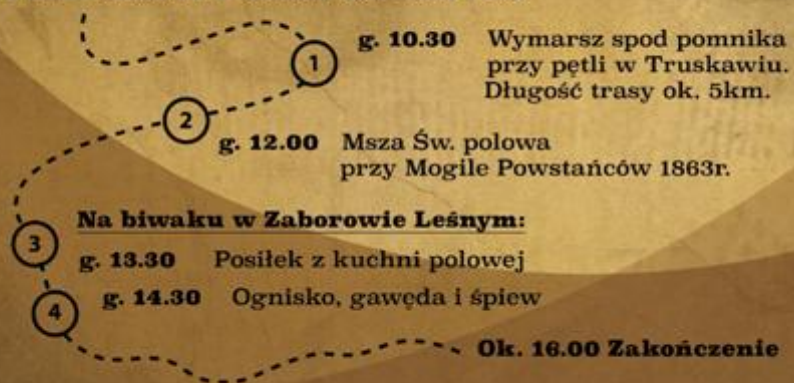 1 g. 10.30 Wymarsz spod pomnika
przy pętli w Truskawiu.
Długość trasy ok. 5km.
2 g. 12.00 Msza Św. polowa
przy Mogile Powstańców 1863r.
Na biwaku w Zaborowie Leśnym:
3 g. 13.30 Posiłek z kuchni polowej
4 g. 14.30 Ognisko, gawęda i śpiew
Ok. 16.00 Zakończenie